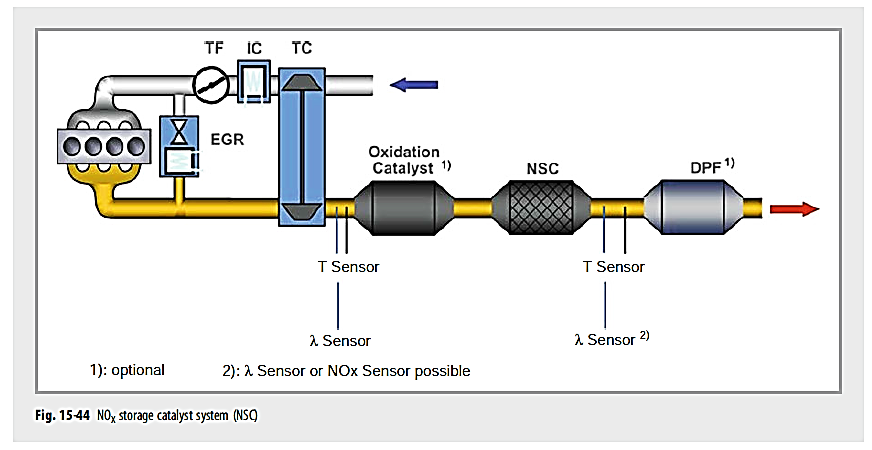 TF IC TC
EGR
Oxidation
Catalyst 1)
NSC
DPF 1)
T Sensor
T Sensor
λ Sensor
λ Sensor 2)
1): optional
2): λ Sensor or NOx Sensor possible
Fig. 15-44 NOx storage catalyst system (NSC)